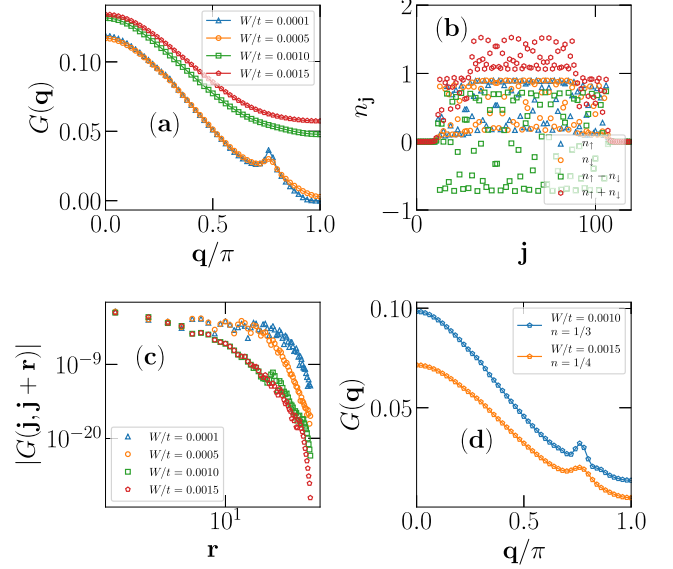 0.10
0.05
0.00
G(q)
W/t = 0.0001
W/t = 0.0005
W/t = 0.0010
W/t = 0.0015
(a)
0.0
0.5
1.0
q/π
2
1
0
−1
n_j
(b)
n↑
n↓
n↑ − n↓
n↑ + n↓
0
100
j
10⁻⁹
10⁻²⁰
|G(j, j + r)|
(c)
W/t = 0.0001
W/t = 0.0005
W/t = 0.0010
W/t = 0.0015
10¹
r
0.10
0.05
G(q)
W/t = 0.0010
n = 1/3
W/t = 0.0015
n = 1/4
(d)
0.0
0.5
1.0
q/π